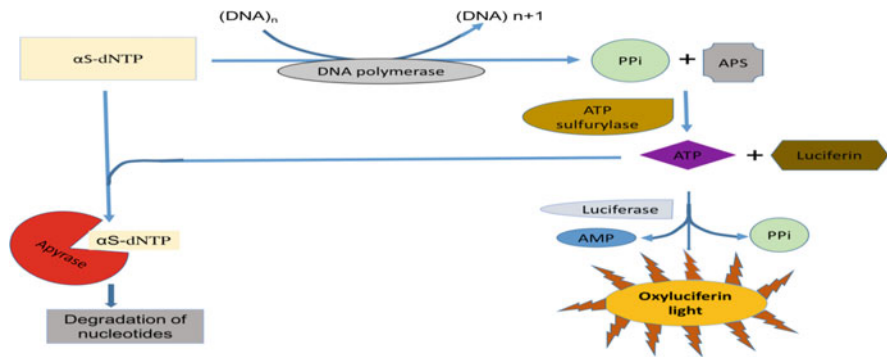 (DNA)n
(DNA) n+1
αS-dNTP
DNA polymerase
PPi
+
APS
ATP
sulfurylase
ATP
+
Luciferin
Luciferase
AMP
PPi
Apyrase
αS-dNTP
Oxyluciferin
light
Degradation of
nucleotides